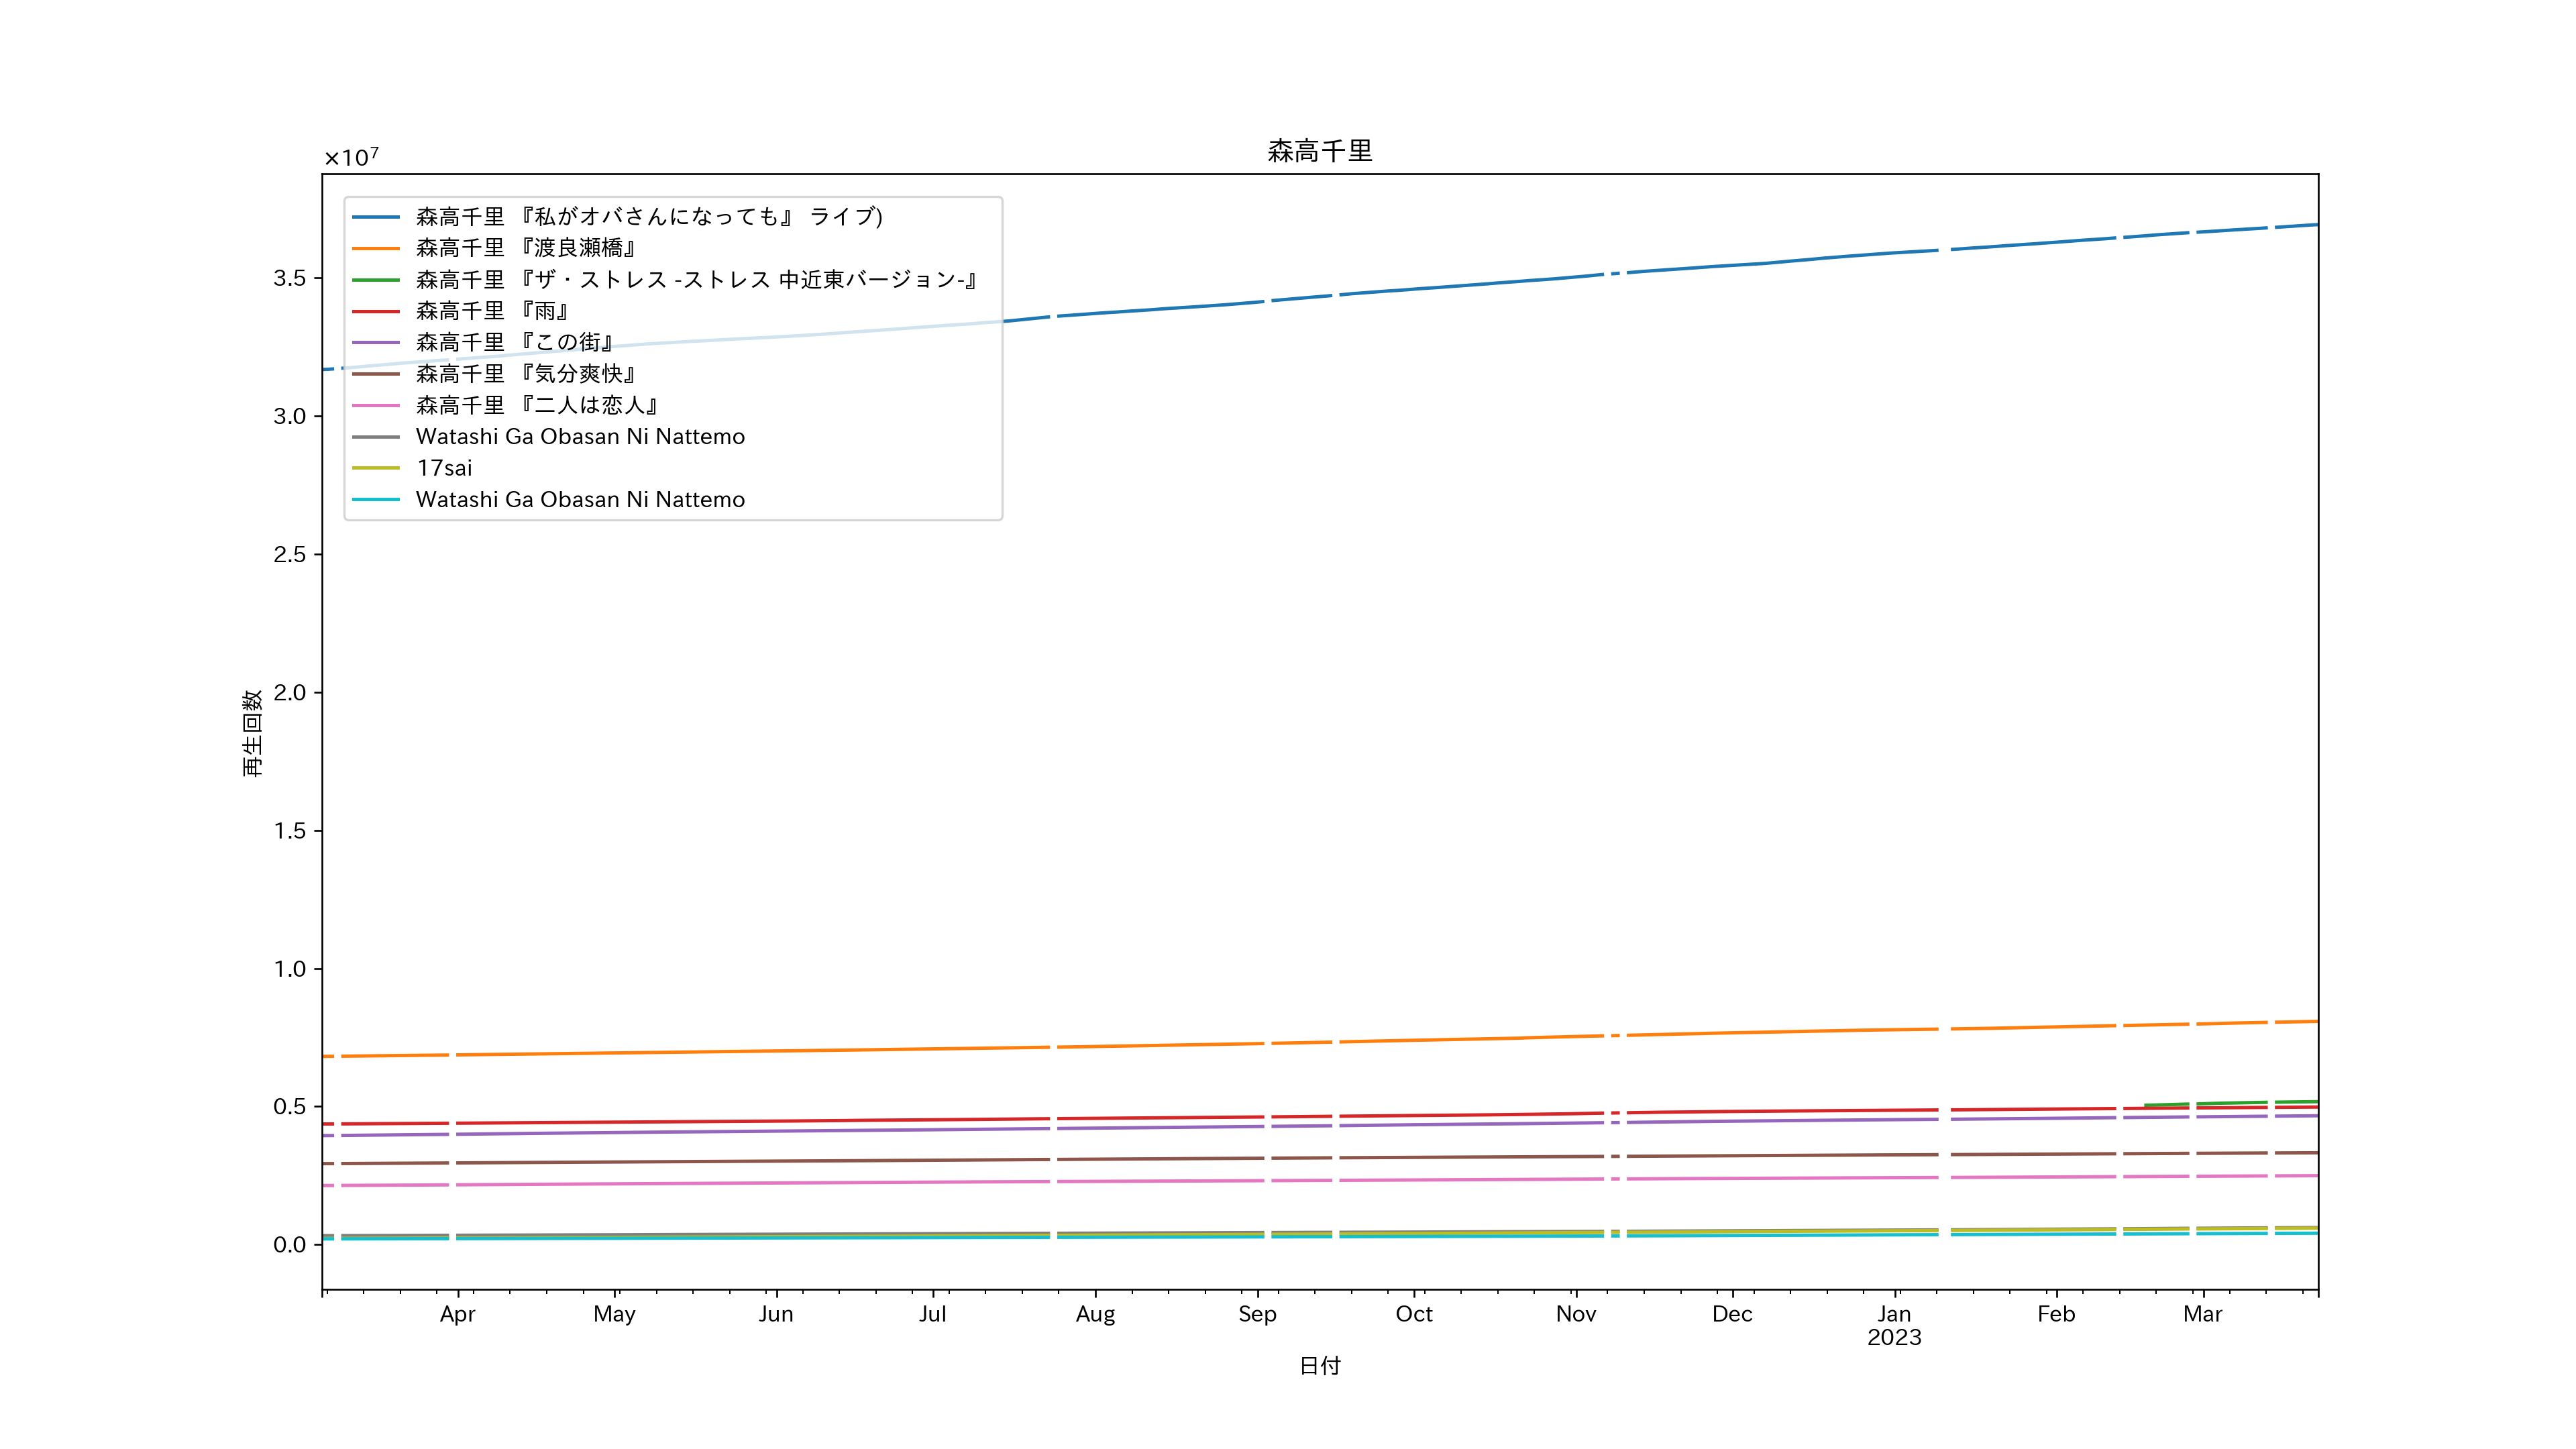 森高千里
×10⁷
森高千里 『私がオバさんになっても』 ライブ)
森高千里 『渡良瀬橋』
森高千里 『ザ・ストレス -ストレス 中近東バージョン-』
森高千里 『雨』
森高千里 『この街』
森高千里 『気分爽快』
森高千里 『二人は恋人』
Watashi Ga Obasan Ni Nattemo
17sai
Watashi Ga Obasan Ni Nattemo
3.5
3.0
2.5
2.0
1.5
1.0
0.5
0.0
再生回数
Apr May Jun Jul Aug Sep Oct Nov Dec Jan Feb Mar
2023
日付